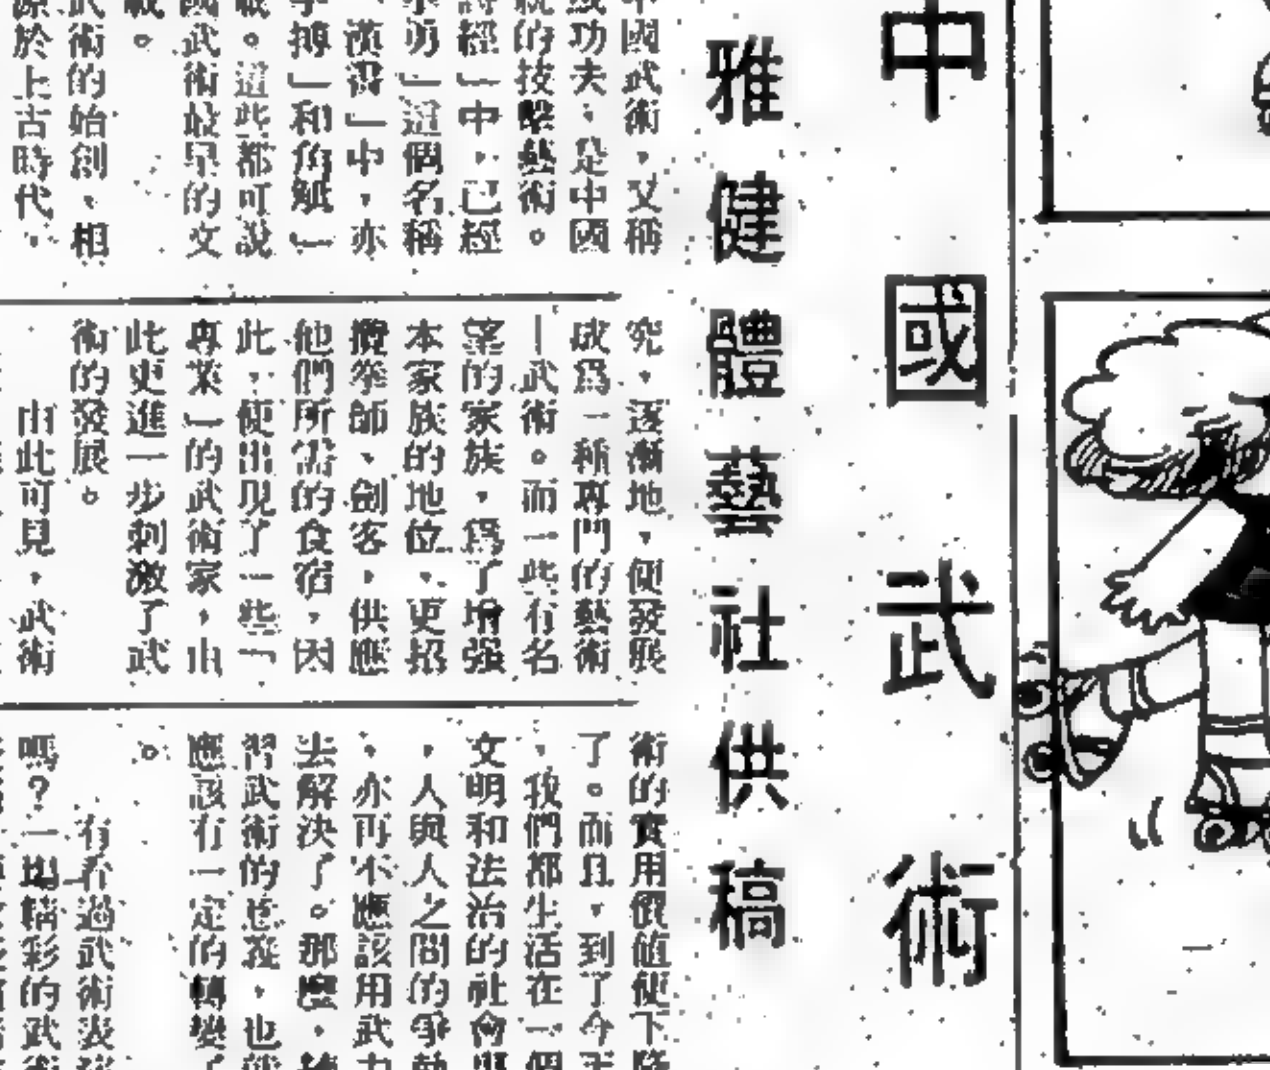 中國武術
雅健體藝社供稿
中國武術，又稱
功夫，是中國
的技擊藝術。
經」中，已經
勇」這個名稱
漢書」中，亦
搏」和角觝」
。這些都可說
國武術最早的文
。
武術的始創、相
源於上古時代，
究，逐漸地，便發展
成爲一種專門的藝術
—武術。而一些有名
望的家族，爲了增強
本家族的地位，更招
攬拳師、劍客，供應
他們所需的食宿，因
此，便出現了一些「
專業」的武術家，由
此更進一步刺激了武
術的發展。
由此可見，武術
術的實用價值便下降
了。而且，到了今天
，我們都生活在一個
文明和法治的社會裏
，人與人之間的爭執
，亦再不應該用武力
去解決了。那麼，
習武術的意義，也
應該有一定的轉變了
。
有看過武術表演
嗎？一場精彩的武術